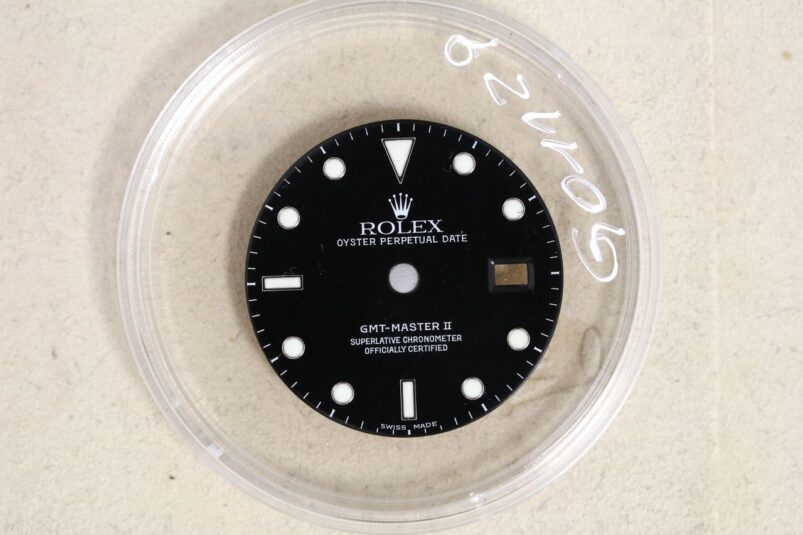 ROLEX
OYSTER PERPETUAL DATE
GMT-MASTER II
SUPERLATIVE CHRONOMETER
OFFICIALLY CERTIFIED
SWISS MADE